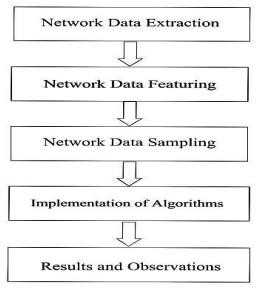 Network Data Extraction
Network Data Featuring
Network Data Sampling
Implementation of Algorithms
Results and Observations